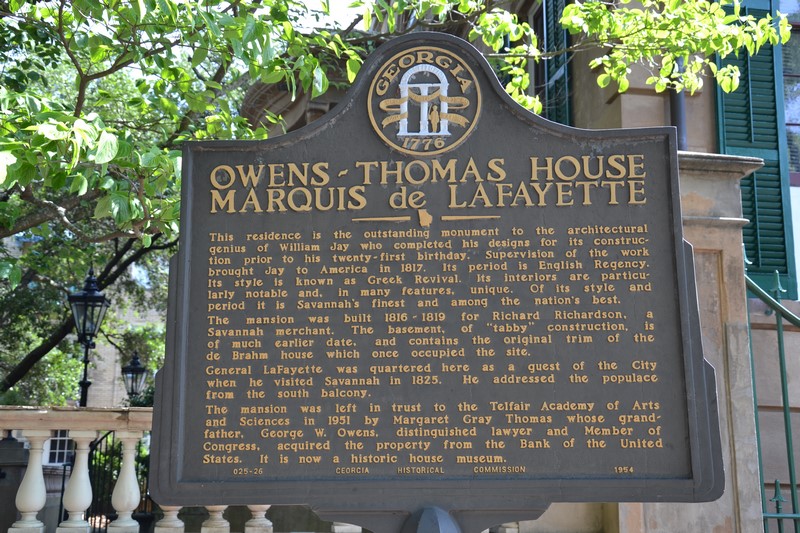 GEORGIA
1776
OWENS-THOMAS HOUSE
MARQUIS de LAFAYETTE
This residence is the outstanding monument to the architectural
genius of William Jay who completed his designs for its construc-
tion prior to his twenty-first birthday. Supervision of the work
brought Jay to America in 1817. Its period is English Regency.
Its style is known as Greek Revival. Its interiors are particu-
larly notable and, in many features, unique. Of its style and
period it is Savannah's finest and among the nation's best.
The mansion was built 1816-1819 for Richard Richardson, a
Savannah merchant. The basement, of "tabby" construction, is
of much earlier date, and contains the original trim of the
de Brahm house which once occupied the site.
General LaFayette was quartered here as a guest of the City
when he visited Savannah in 1825. He addressed the populace
from the south balcony.
The mansion was left in trust to the Telfair Academy of Arts
and Sciences in 1951 by Margaret Gray Thomas whose grand-
father, George W. Owens, distinguished lawyer and Member of
Congress, acquired the property from the Bank of the United
States. It is now a historic house museum.
025-26 GEORGIA HISTORICAL COMMISSION 1954